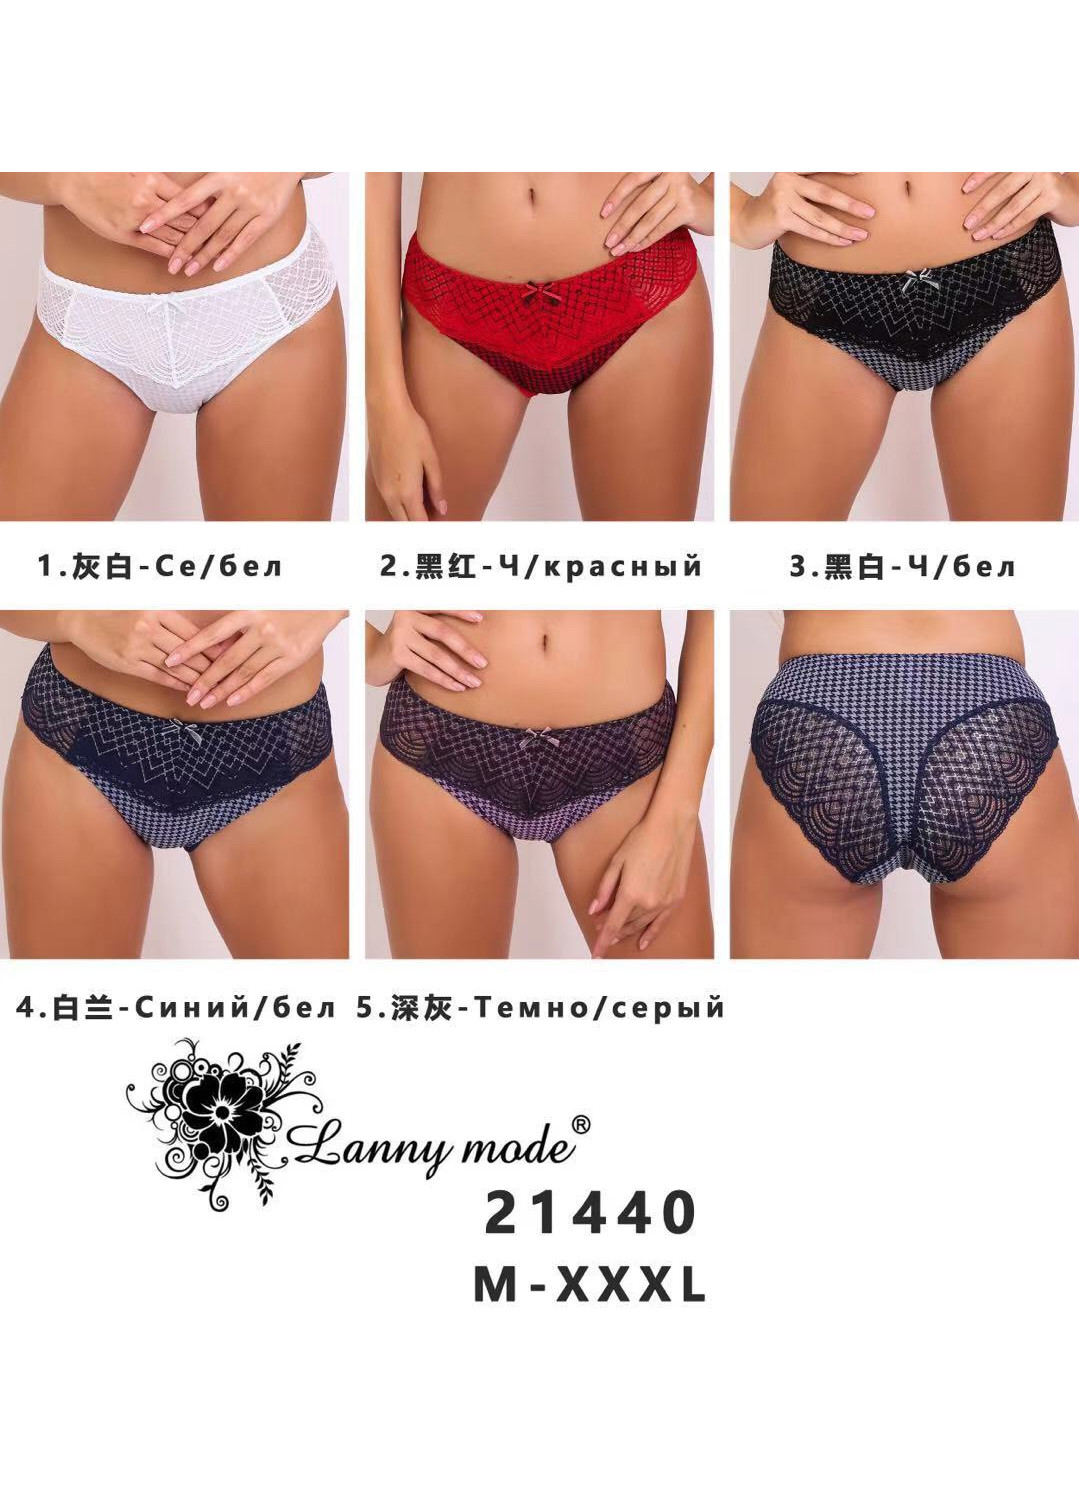 1.灰白-Се/бел
2.黑红-Ч/красный
3.黑白-Ч/бел
4.白兰-Синий/бел
5.深灰-Темно/серый
Lanny mode®
21440
M-XXXL